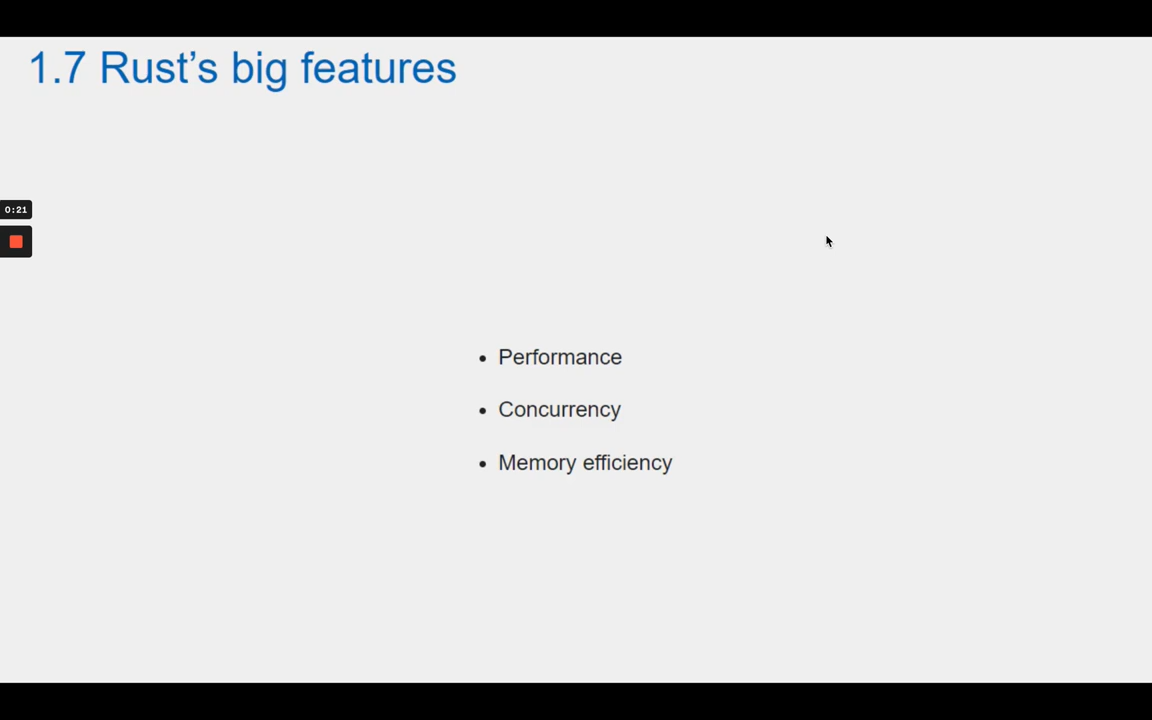 1.7 Rust’s big features
0:21
• Performance
• Concurrency
• Memory efficiency